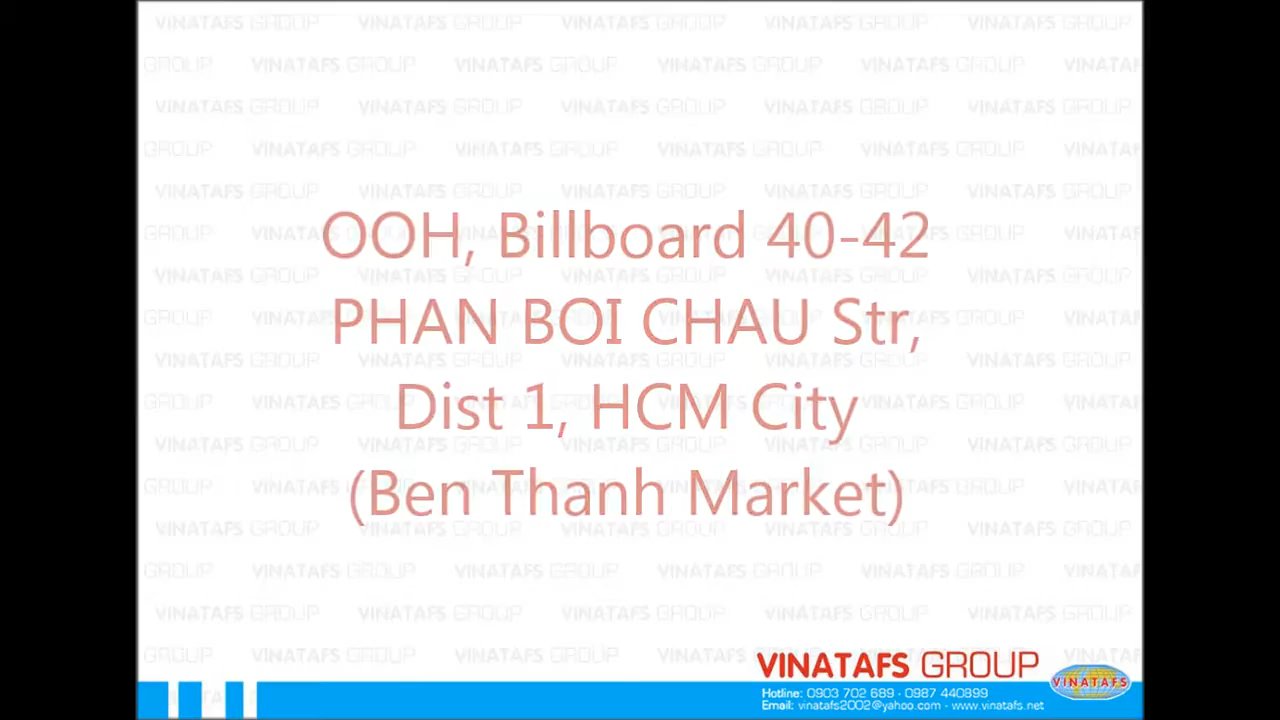 OOH, Billboard 40-42
PHAN BOI CHAU Str,
Dist 1, HCM City
(Ben Thanh Market)
VINATAFS GROUP
VINATAFS
Hotline: 0903 702 689 - 0987 440899
Email: vinatafs2002@yahoo.com - www.vinatafs.net